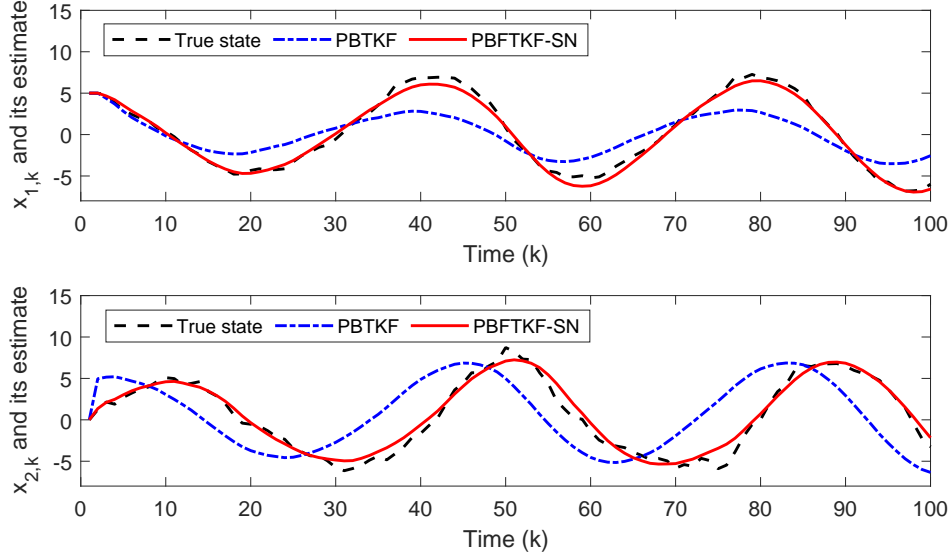 x1,k and its estimate
True state PBTKF PBFTKF-SN
15
10
5
0
-5
0 10 20 30 40 50 60 70 80 90 100
Time (k)
x2,k and its estimate
True state PBTKF PBFTKF-SN
15
10
5
0
-5
0 10 20 30 40 50 60 70 80 90 100
Time (k)